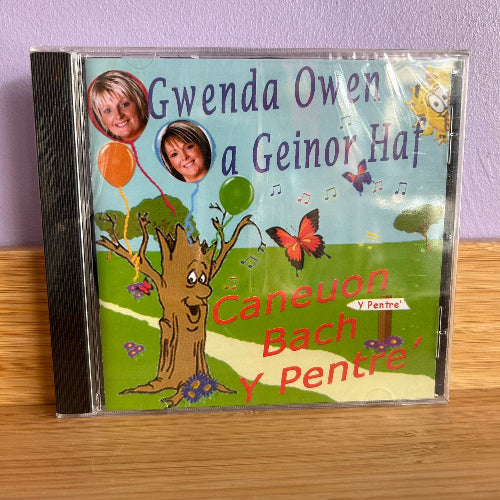 Gwenda Owen
a Geinor Haf
Caneuon
Bach
Y Pentre'
Y Pentre'